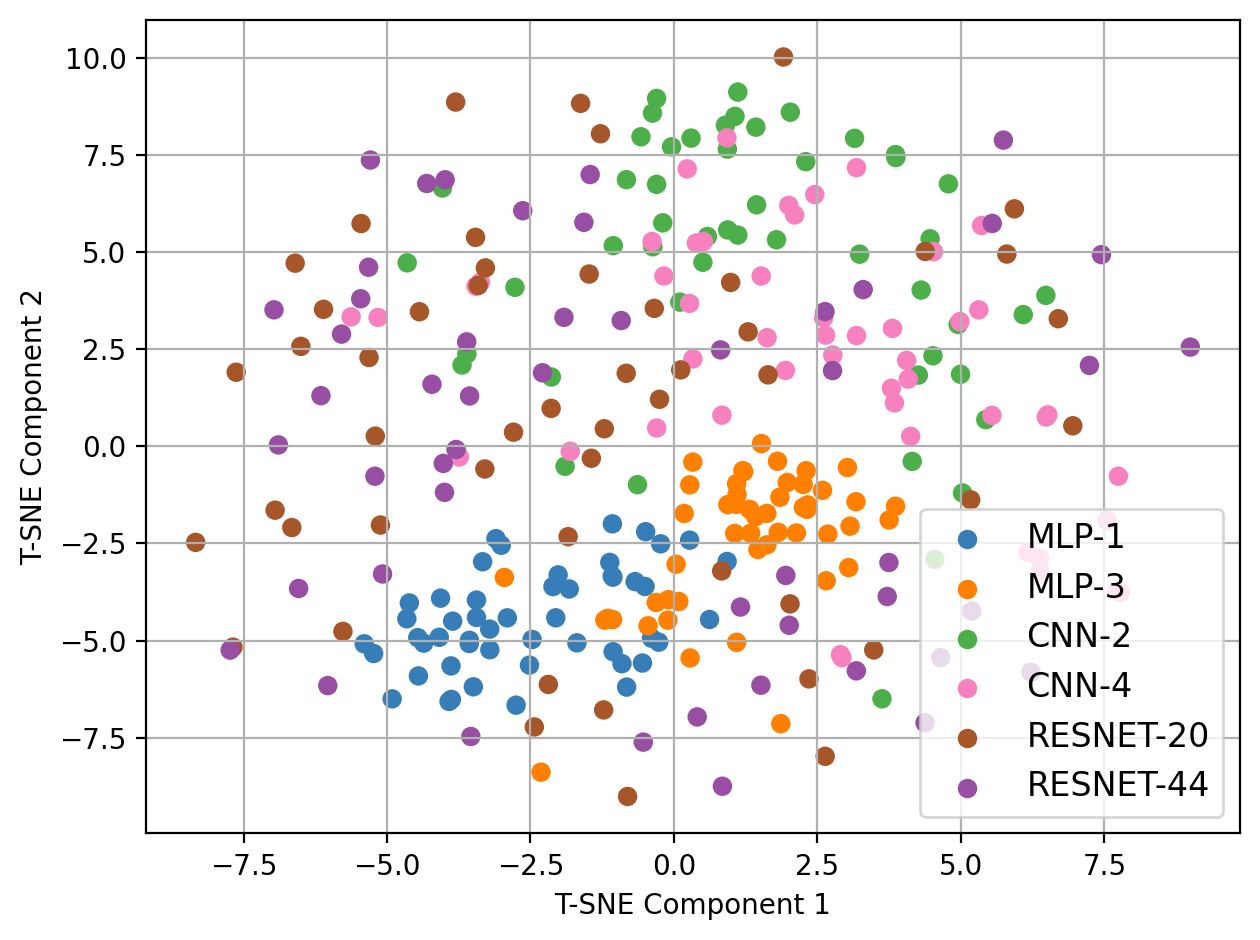 10.0
7.5
5.0
2.5
0.0
−2.5
−5.0
−7.5
T-SNE Component 2
MLP-1
MLP-3
CNN-2
CNN-4
RESNET-20
RESNET-44
−7.5 −5.0 −2.5 0.0 2.5 5.0 7.5
T-SNE Component 1